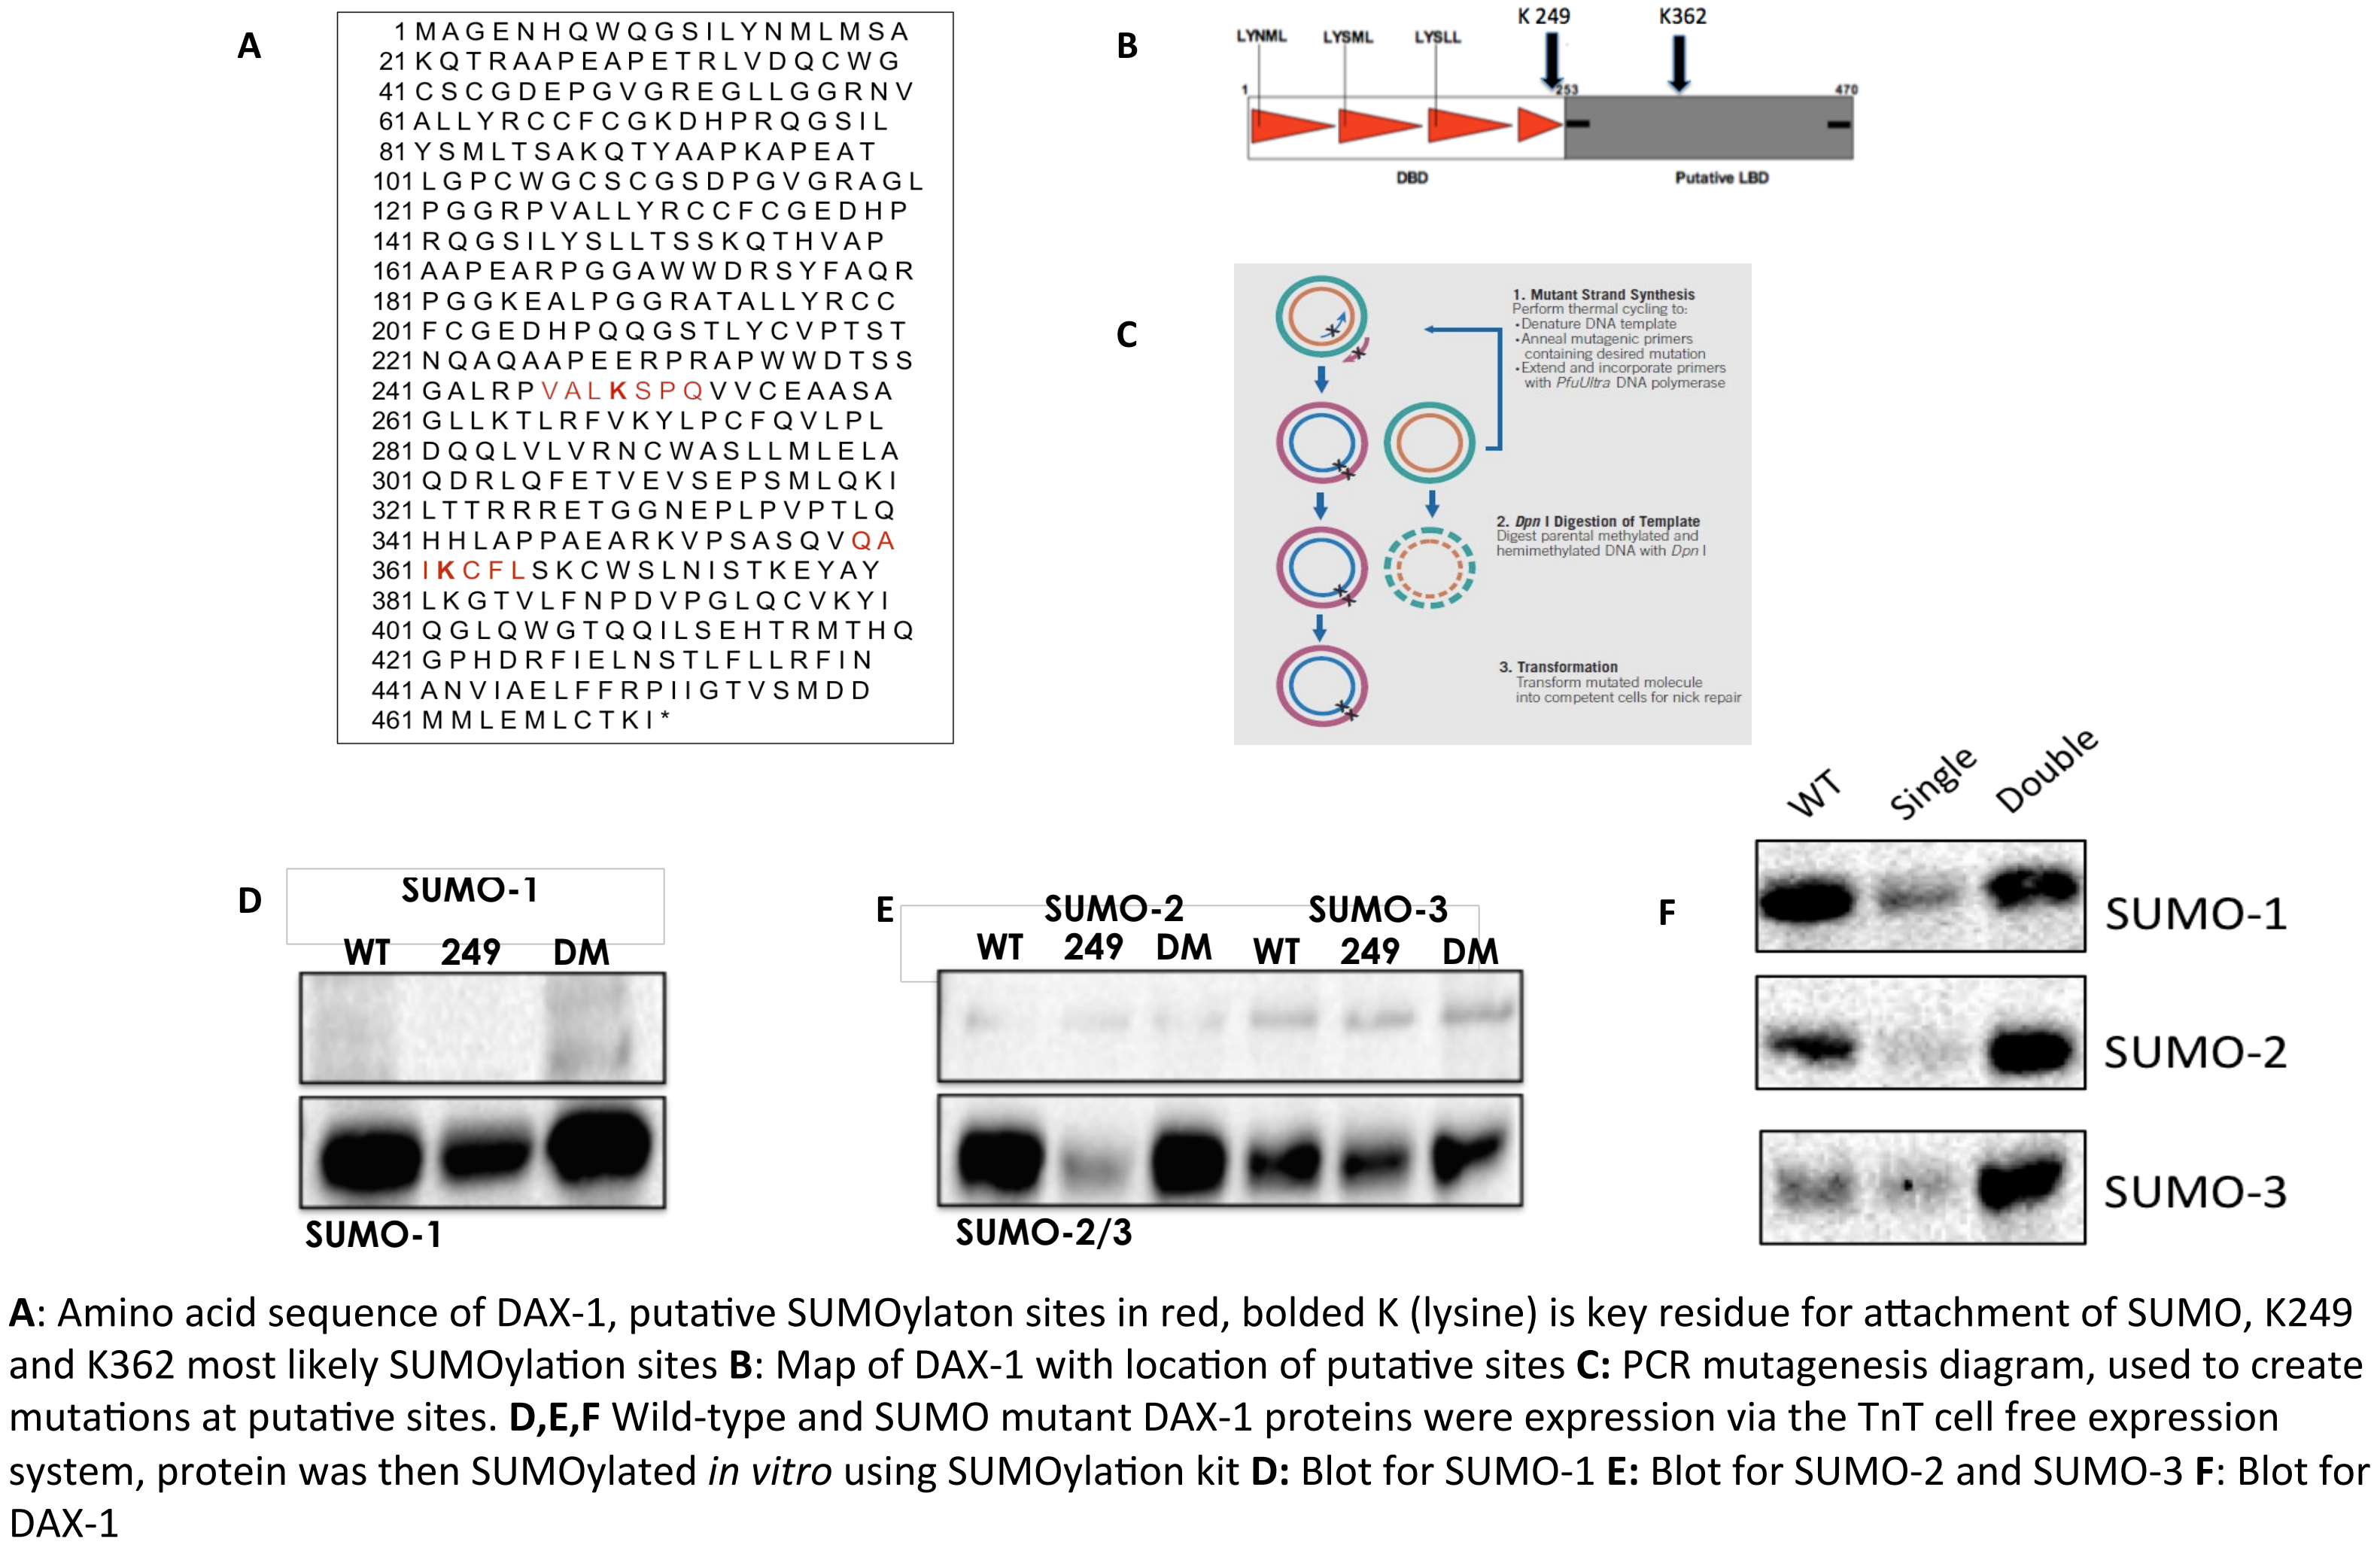 A
1 M A G E N H Q W Q G S I L Y N M L M S A
21 K Q T R A A P E A P E T R L V D Q C W G
41 C S C G D E P G V G R E G L L G G R N V
61 A L L Y R C C F C G K D H P R Q G S I L
81 Y S M L T S A K Q T Y A A P K A P E A T
101 L G P C W G C S C G S D P G V G R A G L
121 P G G R P V A L L Y R C C F C G E D H P
141 R Q G S I L Y S L L T S S K Q T H V A P
161 A A P E A R P G G A W W D R S Y F A Q R
181 P G G K E A L P G G R A T A L L Y R C C
201 F C G E D H P Q Q G S T L Y C V P T S T
221 N Q A Q A A P E E R P R A P W W D T S S
241 G A L R P V A L K S P Q V V C E A A S A
261 G L L K T L R F V K Y L P C F Q V L P L
281 D Q Q L V L V R N C W A S L L M L E L A
301 Q D R L Q F E T V E V S E P S M L Q K I
321 L T T R R R E T G G N E P L P V P T L Q
341 H H L A P P A E A R K V P S A S Q V Q A
361 I K C F L S K C W S L N I S T K E Y A Y
381 L K G T V L F N P D V P G L Q C V K Y I
401 Q G L Q W G T Q Q I L S E H T R M T H Q
421 G P H D R F I E L N S T L F L L R F I N
441 A N V I A E L F F R P I I G T V S M D D
461 M M L E M L C T K I *
B
K 249 K362
LYNML LYSML LYSLL
1 253 470
DBD Putative LBD
C
1. Mutant Strand Synthesis
Perform thermal cycling to:
• Denature DNA template
• Anneal mutagenic primers
containing desired mutation
• Extend and incorporate primers
with PfuUltra DNA polymerase
2. Dpn I Digestion of Template
Digest parental methylated and
hemimethylated DNA with Dpn I
3. Transformation
Transform mutated molecule
into competent cells for nick repair
D
SUMO-1
WT 249 DM
SUMO-1
E
SUMO-2 SUMO-3
WT 249 DM WT 249 DM
SUMO-2/3
F
WT Single Double
SUMO-1
SUMO-2
SUMO-3
A: Amino acid sequence of DAX-1, putative SUMOylaton sites in red, bolded K (lysine) is key residue for attachment of SUMO, K249
and K362 most likely SUMOylation sites B: Map of DAX-1 with location of putative sites C: PCR mutagenesis diagram, used to create
mutations at putative sites. D,E,F Wild-type and SUMO mutant DAX-1 proteins were expression via the TnT cell free expression
system, protein was then SUMOylated in vitro using SUMOylation kit D: Blot for SUMO-1 E: Blot for SUMO-2 and SUMO-3 F: Blot for
DAX-1